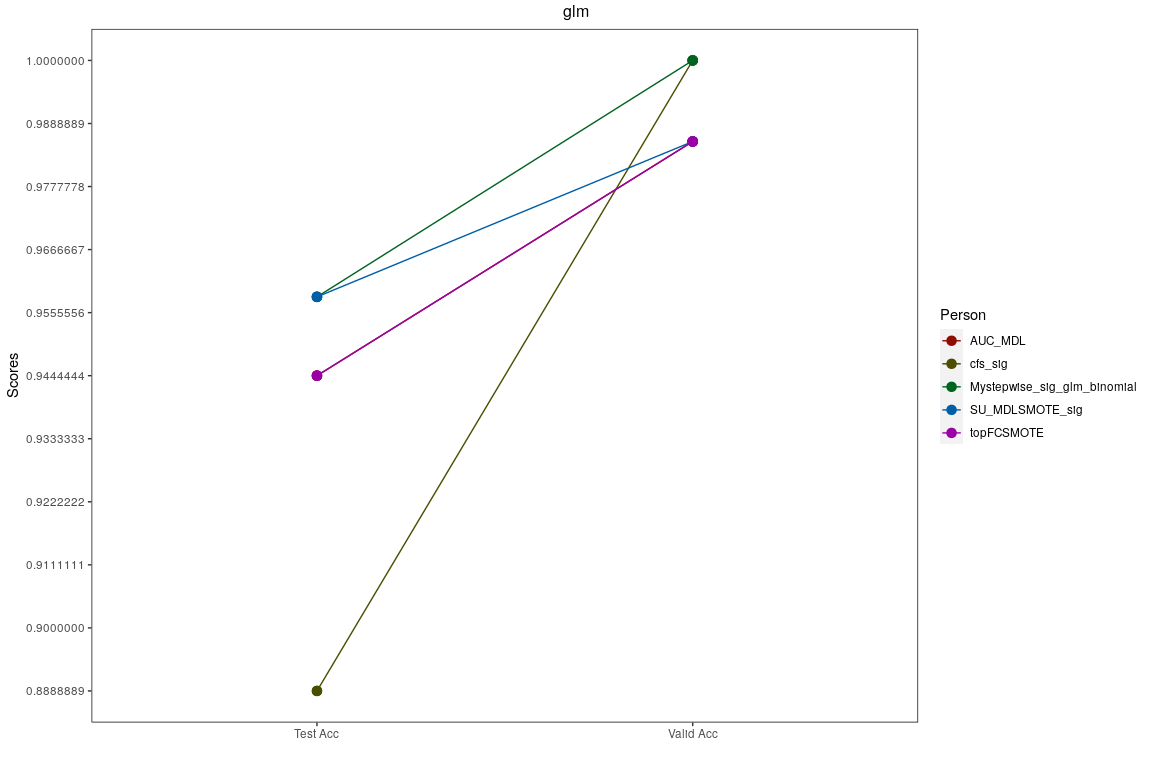 glm
1.0000000
0.9888889
0.9777778
0.9666667
0.9555556
0.9444444
0.9333333
0.9222222
0.9111111
0.9000000
0.8888889
Scores
Test Acc
Valid Acc
Person
AUC_MDL
cfs_sig
Mystepwise_sig_glm_binomial
SU_MDLSMOTE_sig
topFCSMOTE